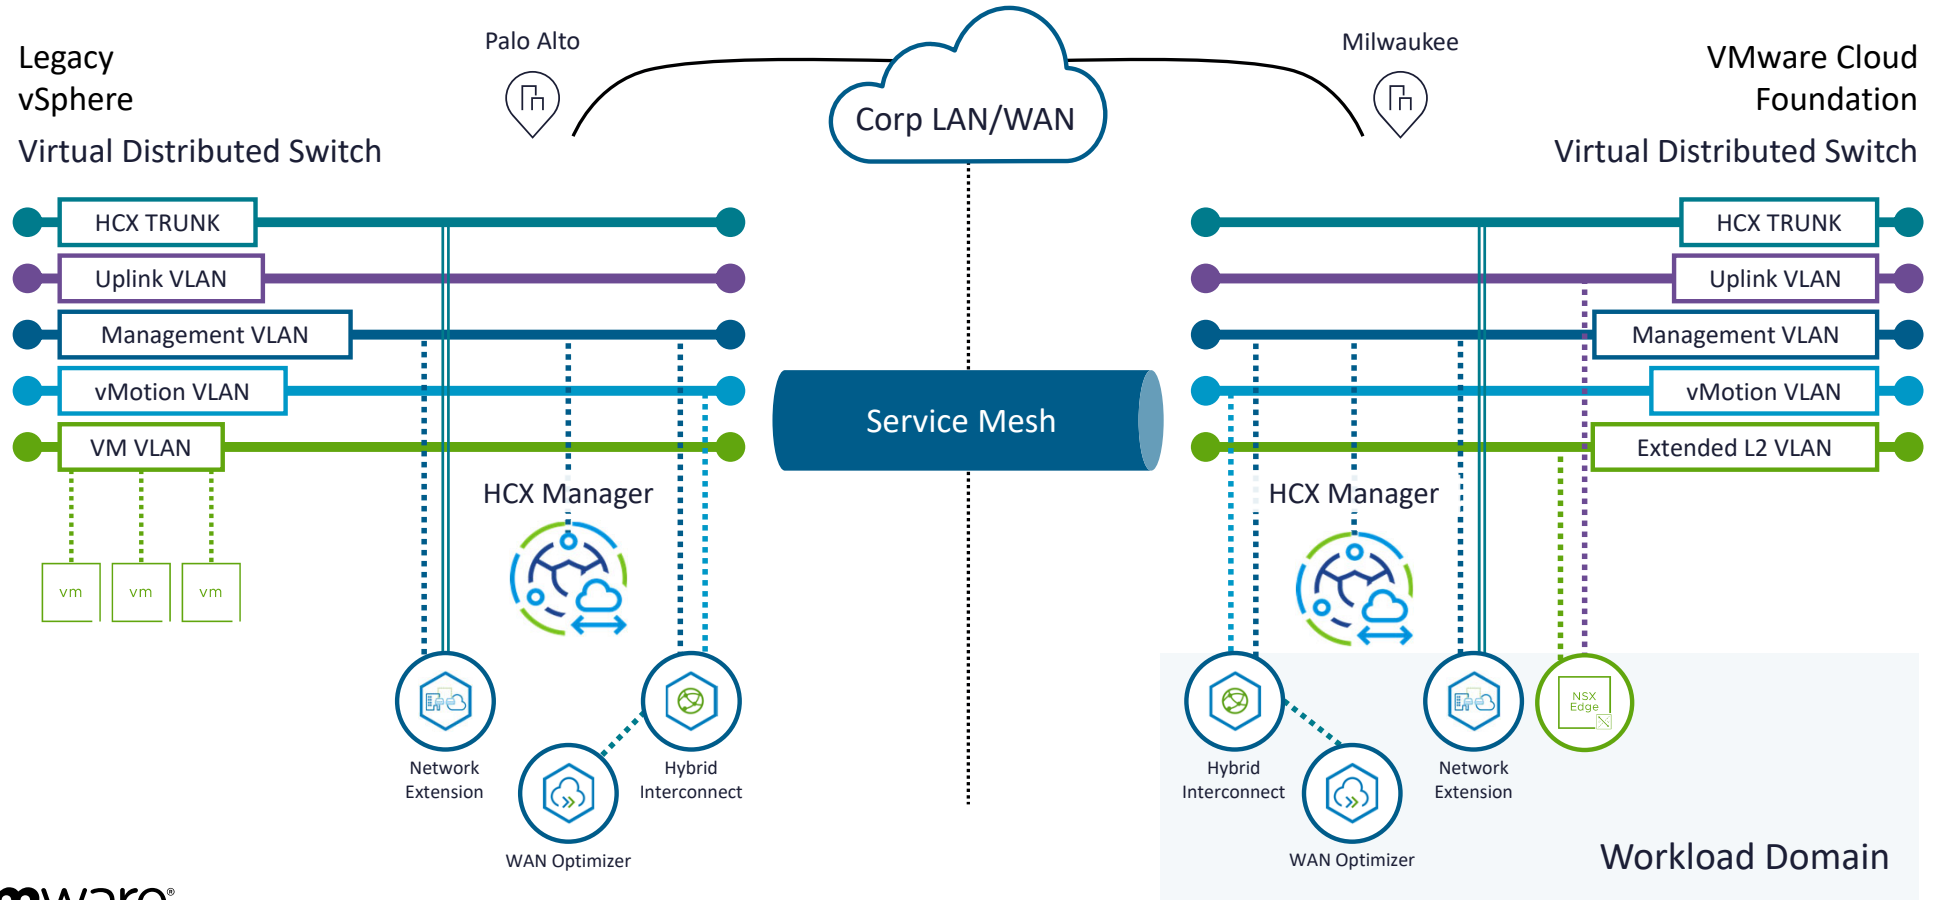 Legacy
vSphere
Virtual Distributed Switch
Palo Alto
Corp LAN/WAN
Milwaukee
VMware Cloud
Foundation
Virtual Distributed Switch
HCX TRUNK
Uplink VLAN
Management VLAN
vMotion VLAN
VM VLAN
vm
vm
vm
HCX Manager
Network
Extension
WAN Optimizer
Hybrid
Interconnect
Service Mesh
HCX TRUNK
Uplink VLAN
Management VLAN
vMotion VLAN
Extended L2 VLAN
HCX Manager
Hybrid
Interconnect
WAN Optimizer
Network
Extension
NSX
Edge
Workload Domain
mware®